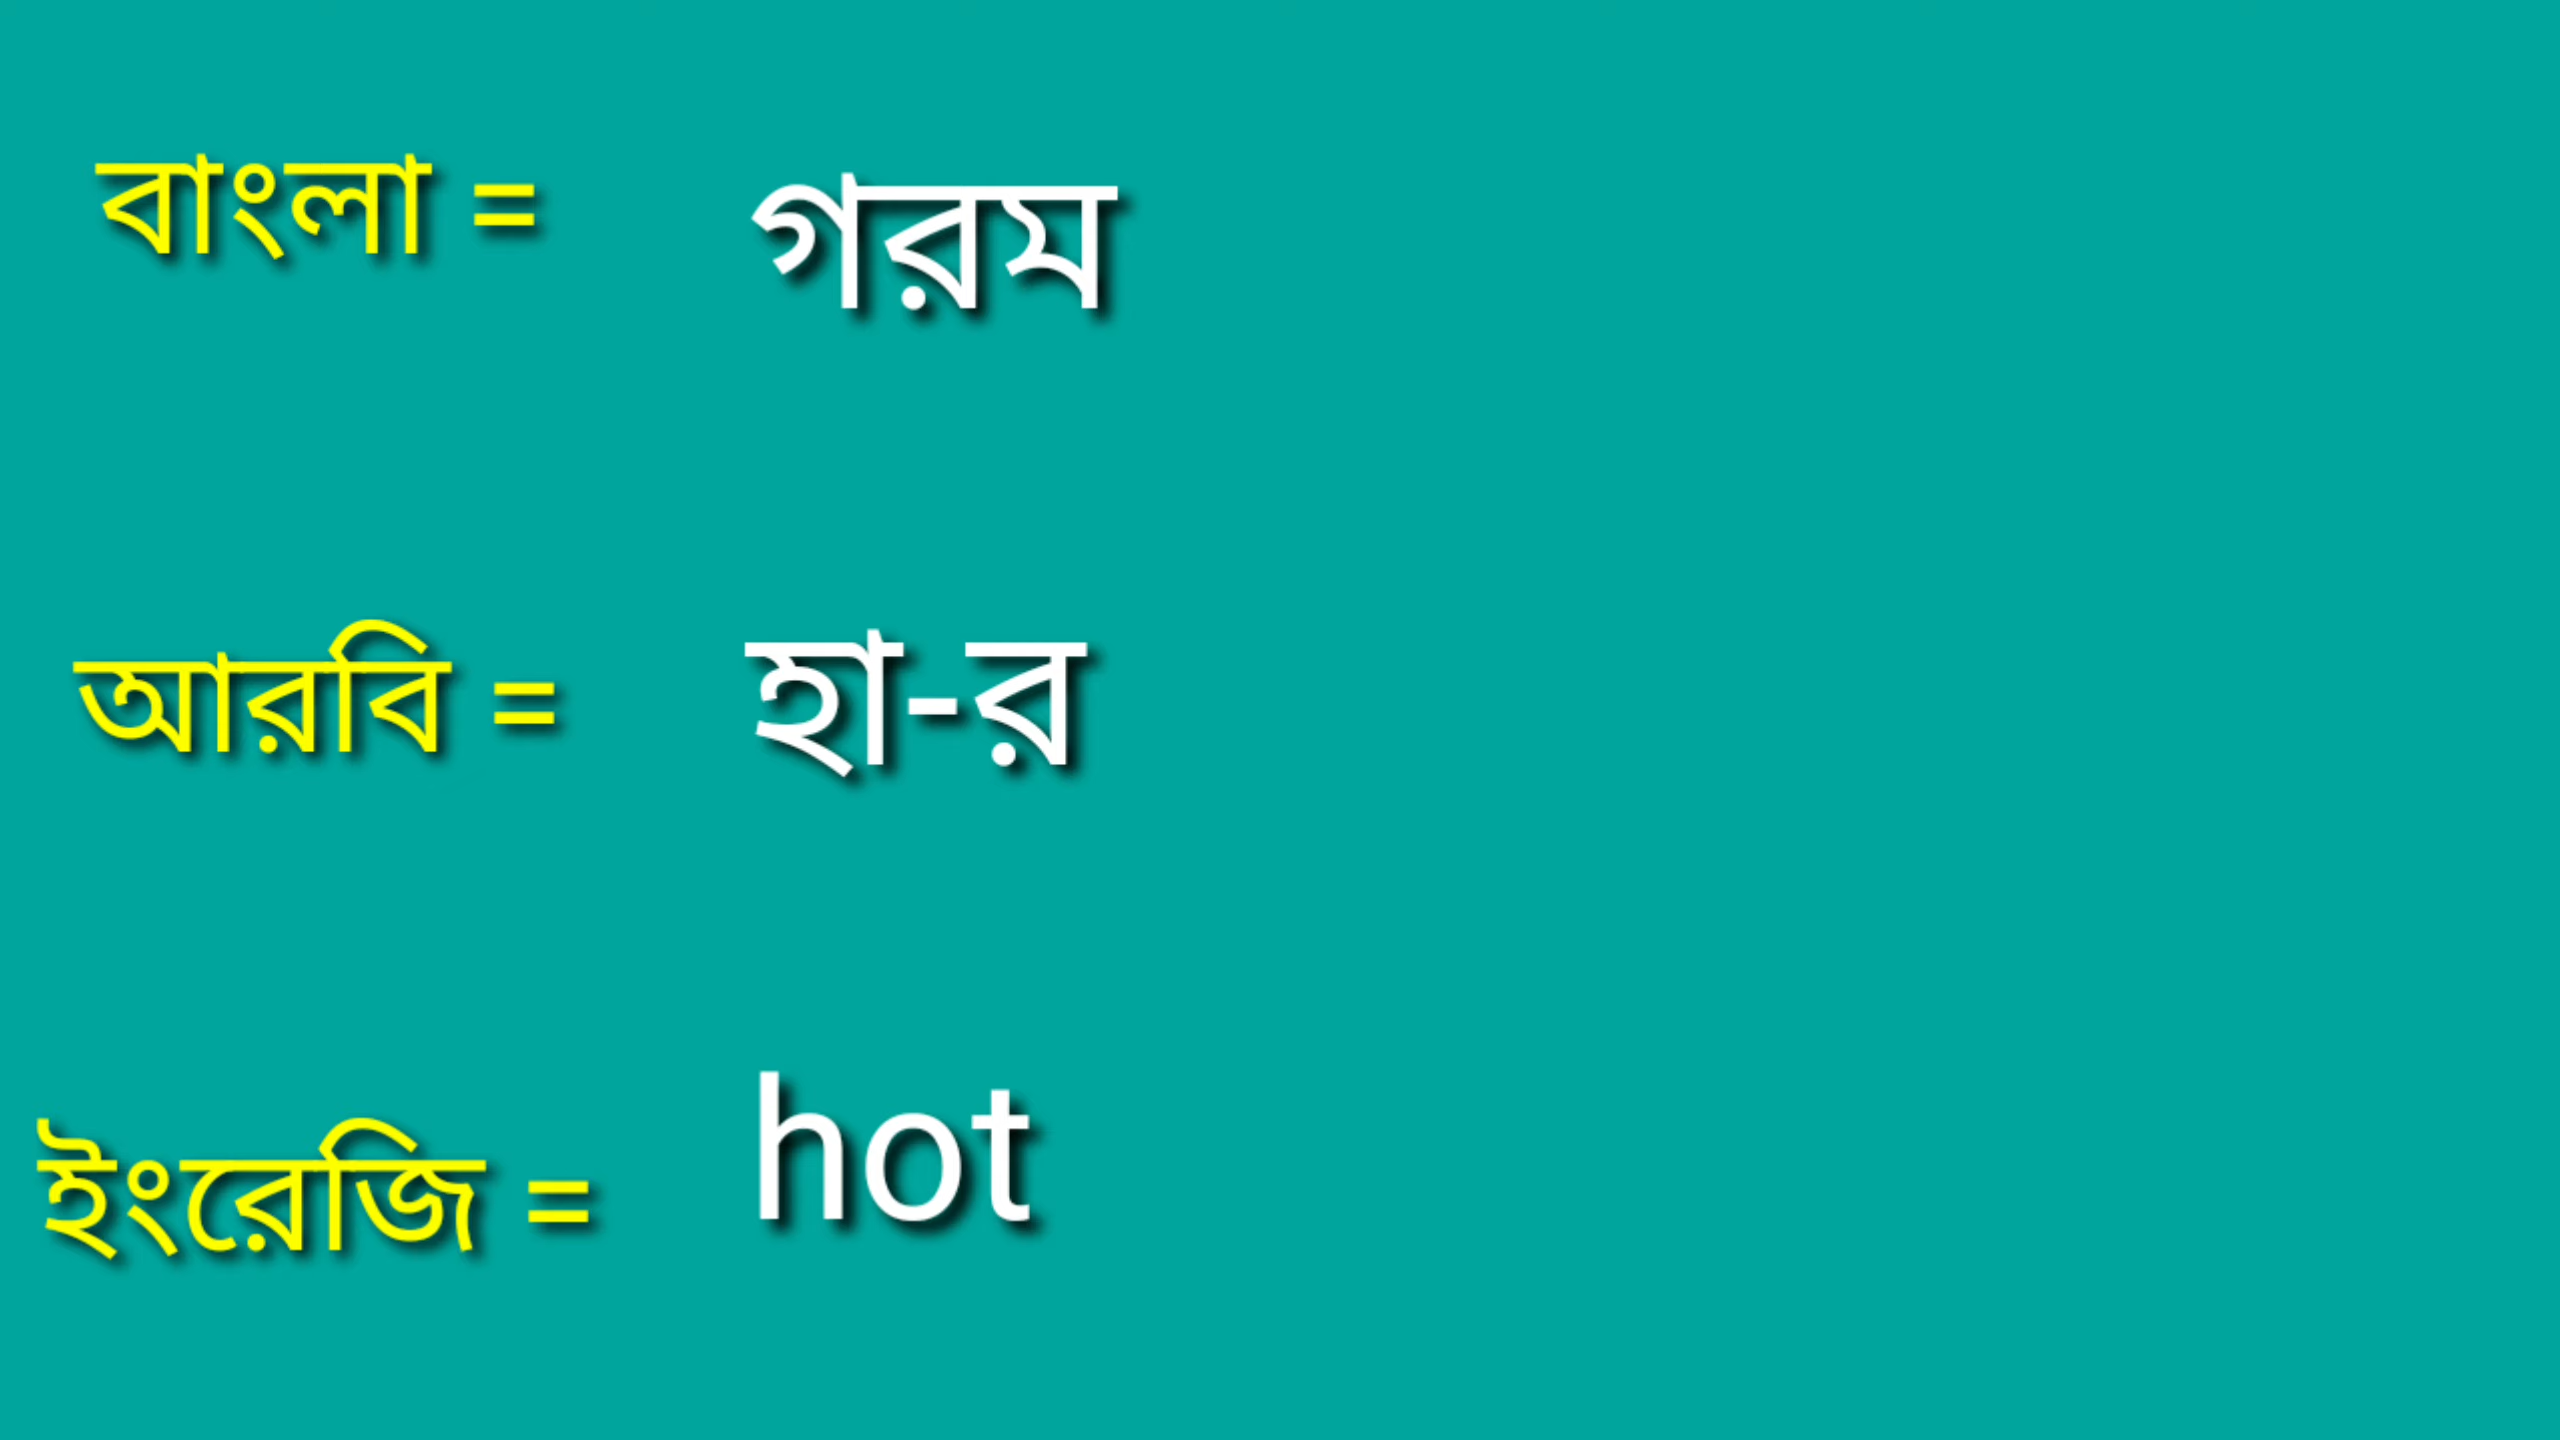 বাংলা = গরম
আরবি = হা-র
ইংরেজি = hot